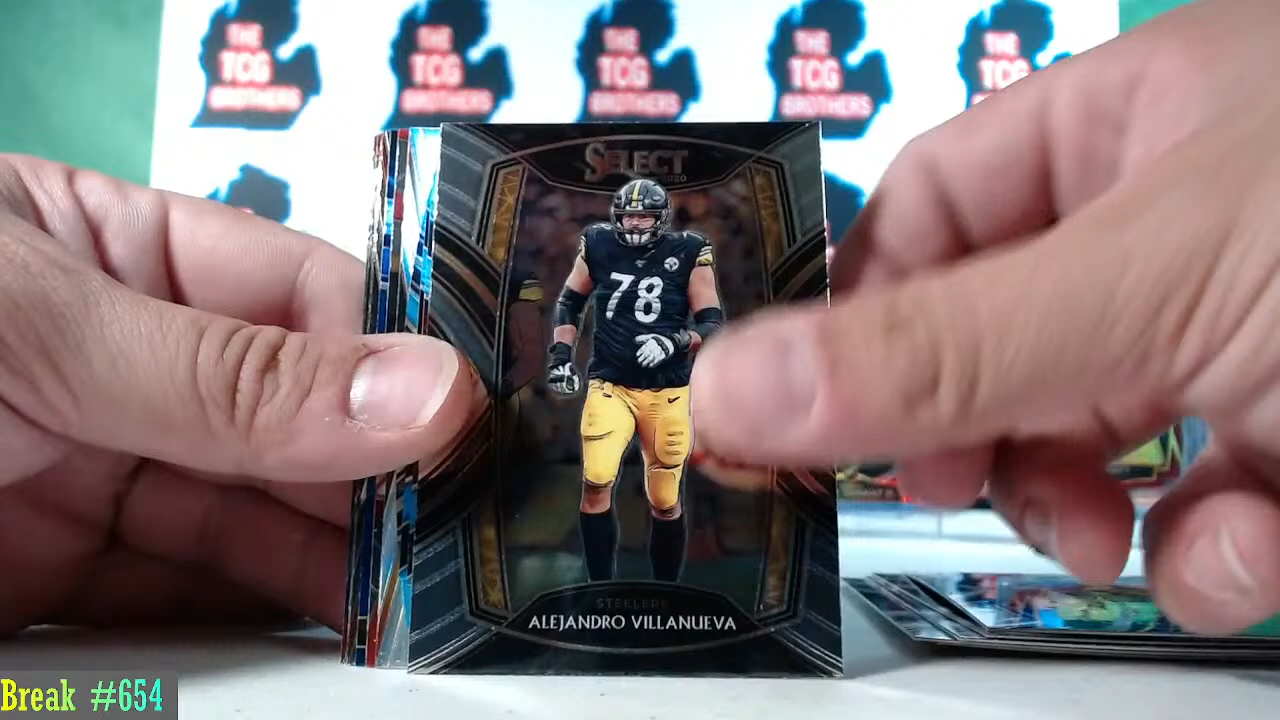 THE
TCG
BROTHERS
THE
TCG
BROTHERS
THE
TCG
BROTHERS
THE
TCG
BROTHERS
THE
TCG
SELECT
2020
78
STEELERS
ALEJANDRO VILLANUEVA
Break #654